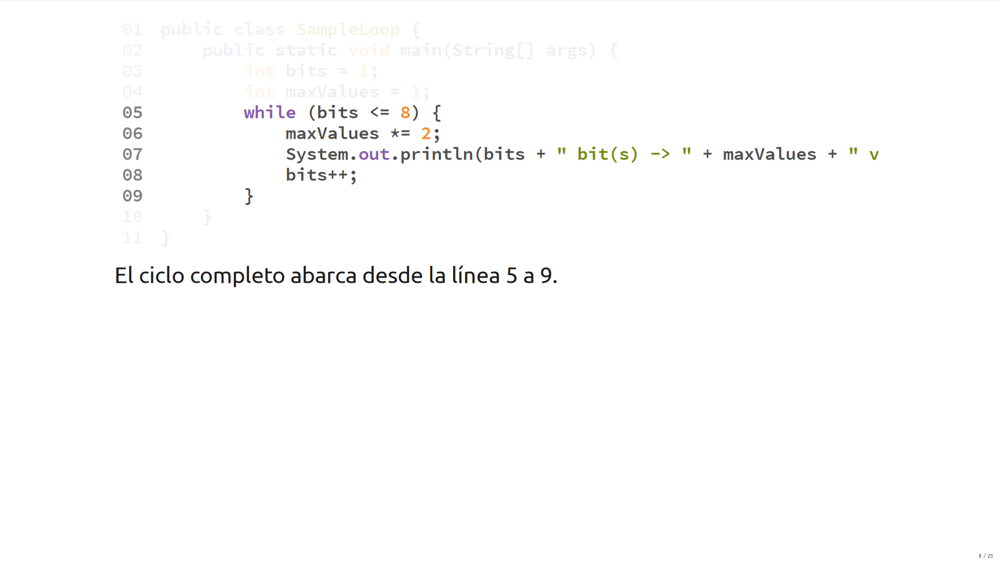 01 public class SampleLoop {
02 public static void main(String[] args) {
03 int bits = 1;
04 int maxValues = 1;
05 while (bits <= 8) {
06 maxValues *= 2;
07 System.out.println(bits + " bit(s) -> " + maxValues + " v
08 bits++;
09 }
10 }
11 }
El ciclo completo abarca desde la línea 5 a 9.
8 / 25